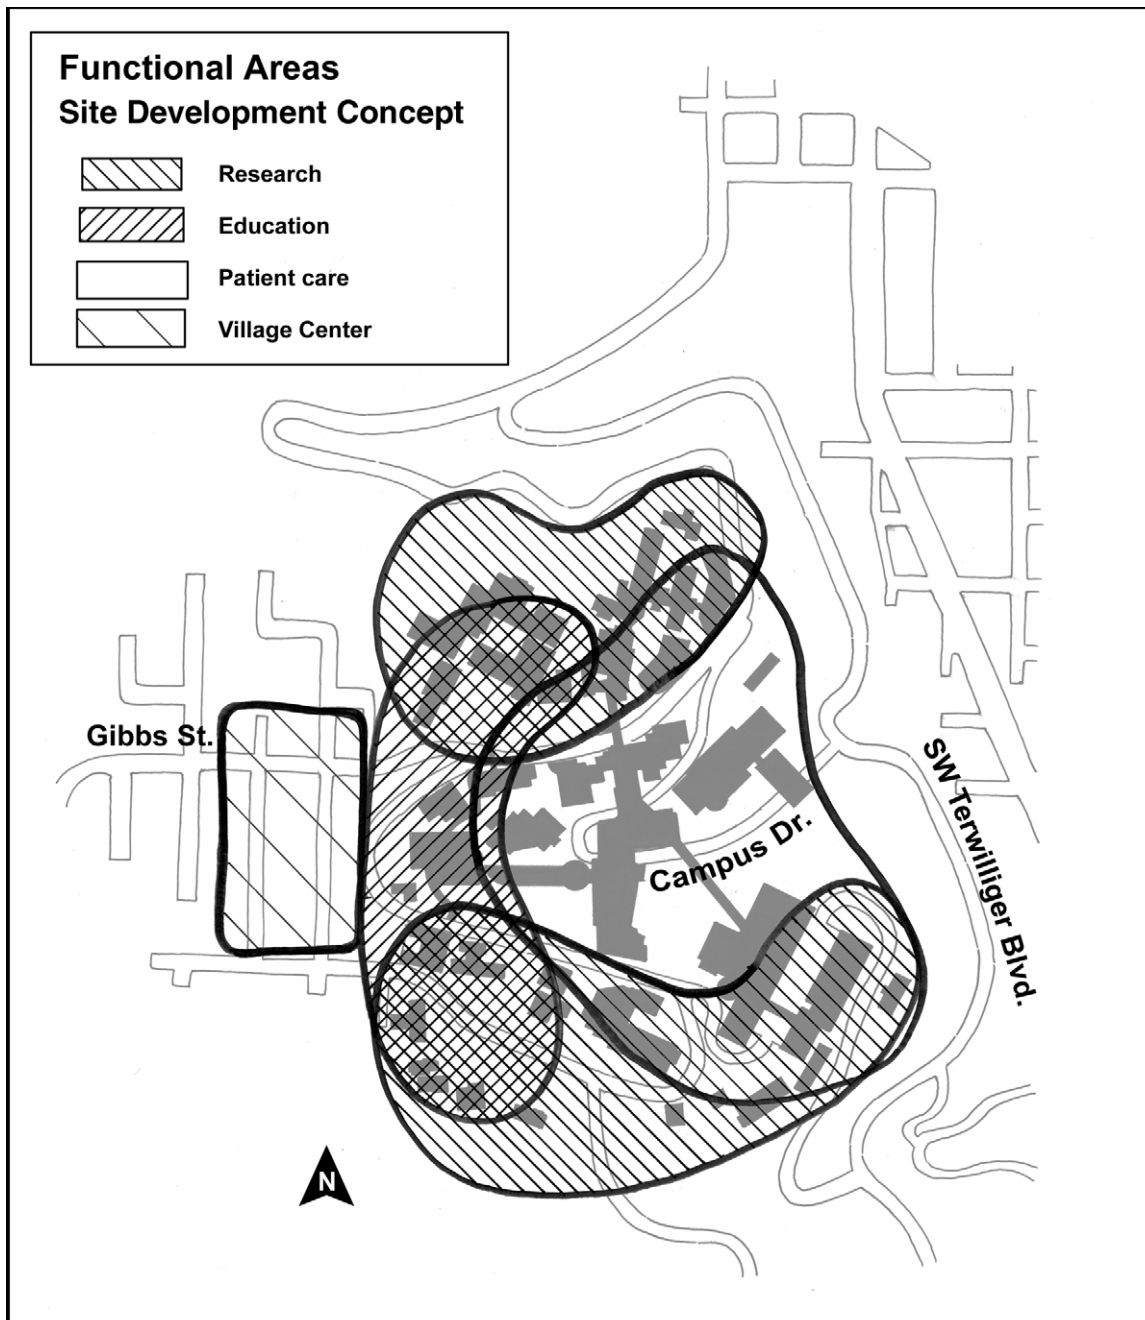 Functional Areas
Site Development Concept
Research
Education
Patient care
Village Center
Gibbs St.
Campus Dr.
SW Terwilliger Blvd.
N